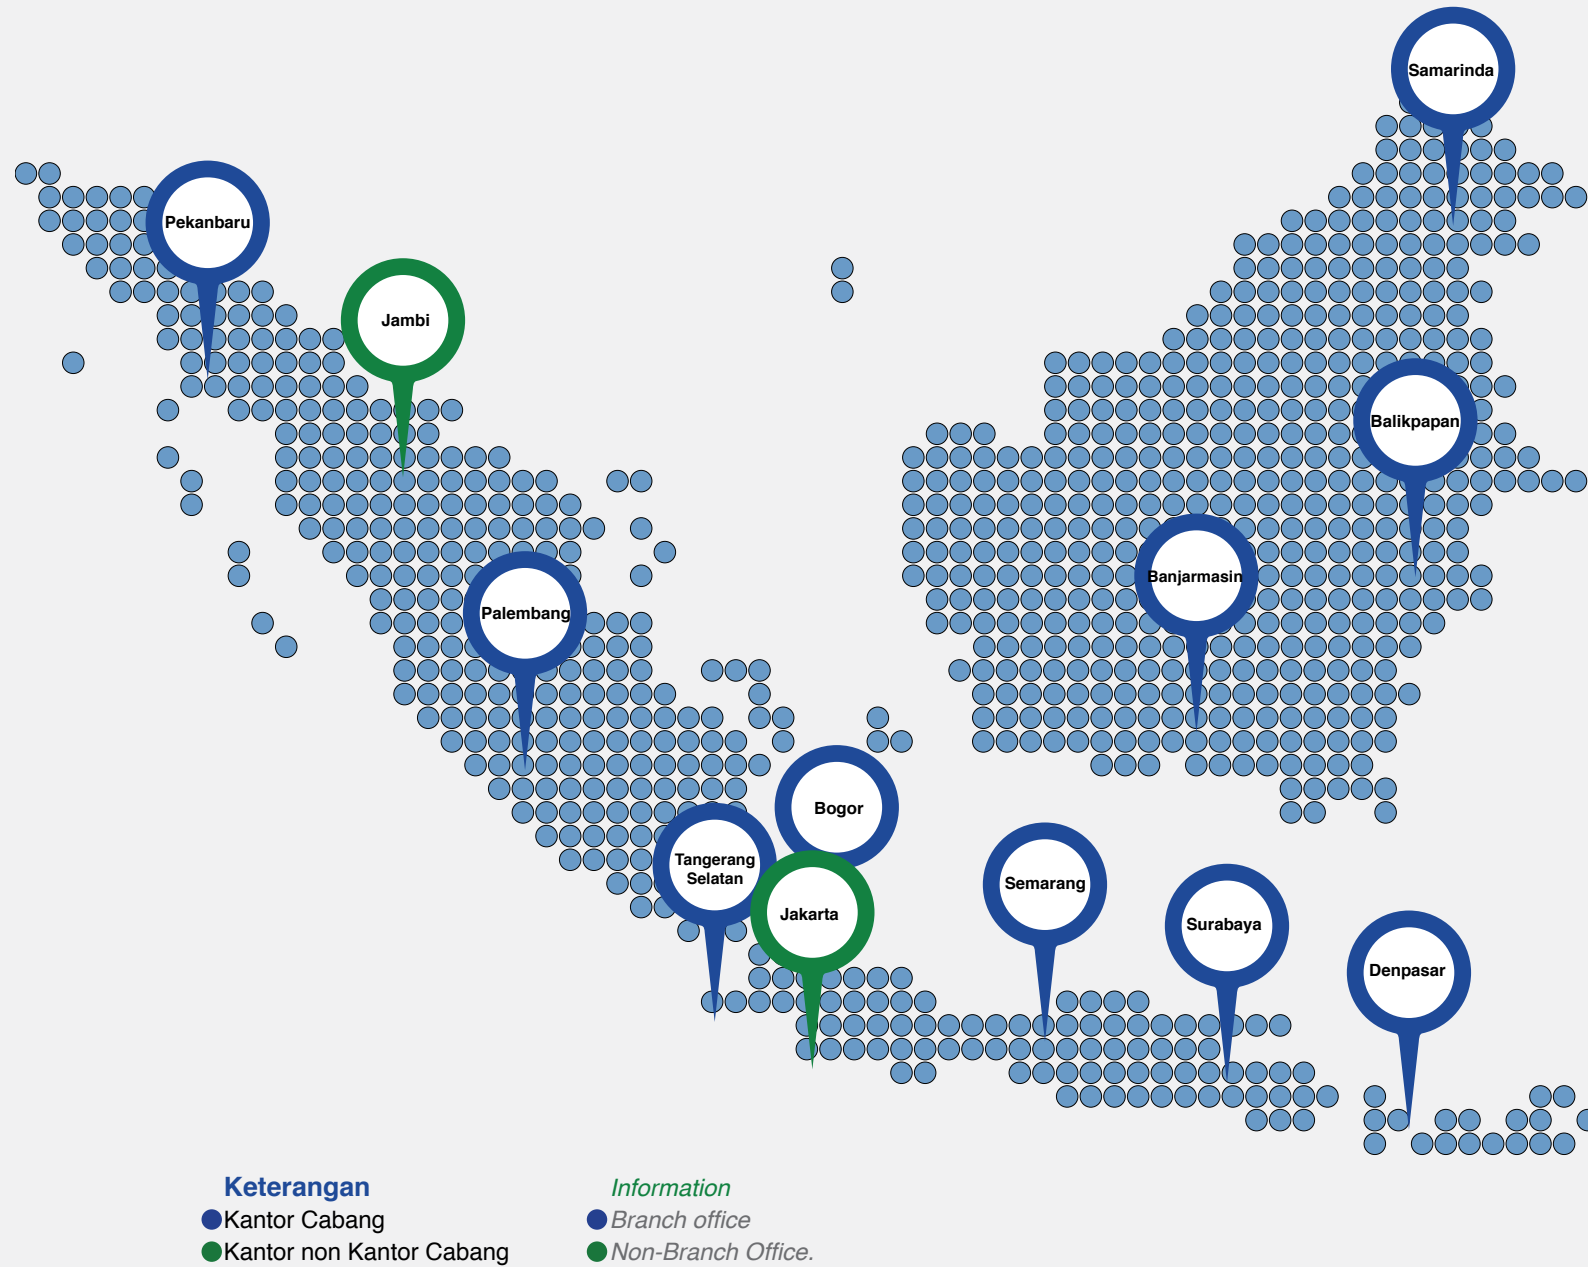 Samarinda
Pekanbaru
Jambi
Balikpapan
Banjarmasin
Palembang
Bogor
Tangerang
Selatan
Jakarta
Semarang
Surabaya
Denpasar
Keterangan
Kantor Cabang
Kantor non Kantor Cabang
Information
Branch office
Non-Branch Office.